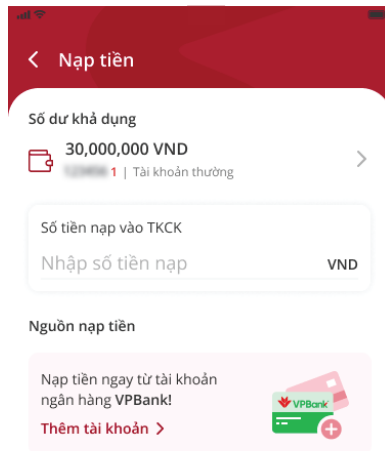 Nạp tiền
Số dư khả dụng
30,000,000 VND
1 | Tài khoản thường
Số tiền nạp vào TKCK
Nhập số tiền nạp
VND
Nguồn nạp tiền
Nạp tiền ngay từ tài khoản
ngân hàng VPBank!
VPBank
Thêm tài khoản